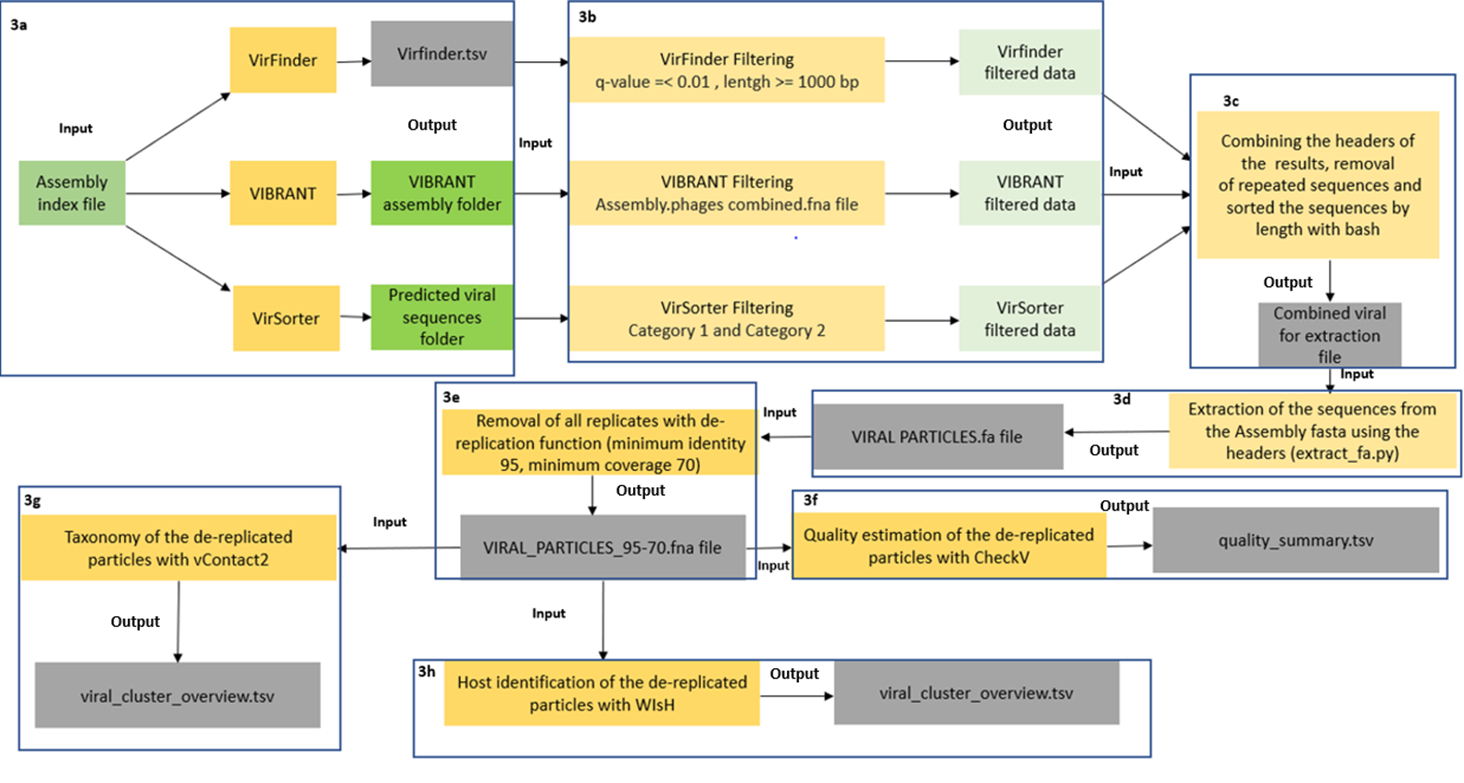 3a
VirFinder
Virfinder.tsv
Input
Output
Assembly
index file
VIBRANT
VIBRANT
assembly folder
VirSorter
Predicted viral
sequences
folder
Input
3b
VirFinder Filtering
q-value =< 0.01 , lentgh >= 1000 bp
Virfinder
filtered data
Output
VIBRANT Filtering
Assembly.phages combined.fna file
VIBRANT
filtered data
VirSorter Filtering
Category 1 and Category 2
VirSorter
filtered data
Input
3c
Combining the headers of
the results, removal
of repeated sequences and
sorted the sequences by
length with bash
Output
Combined viral
for extraction
file
Input
3d
Extraction of the sequences from
the Assembly fasta using the
headers (extract_fa.py)
Output
VIRAL PARTICLES.fa file
Input
3e
Removal of all replicates with de-
replication function (minimum identity
95, minimum coverage 70)
Output
VIRAL_PARTICLES_95-70.fna file
Input
3f
Quality estimation of the de-replicated
particles with CheckV
Output
quality_summary.tsv
Input
3g
Taxonomy of the de-replicated
particles with vContact2
Output
viral_cluster_overview.tsv
Input
3h
Host identification of the de-replicated
particles with WIsH
Output
viral_cluster_overview.tsv